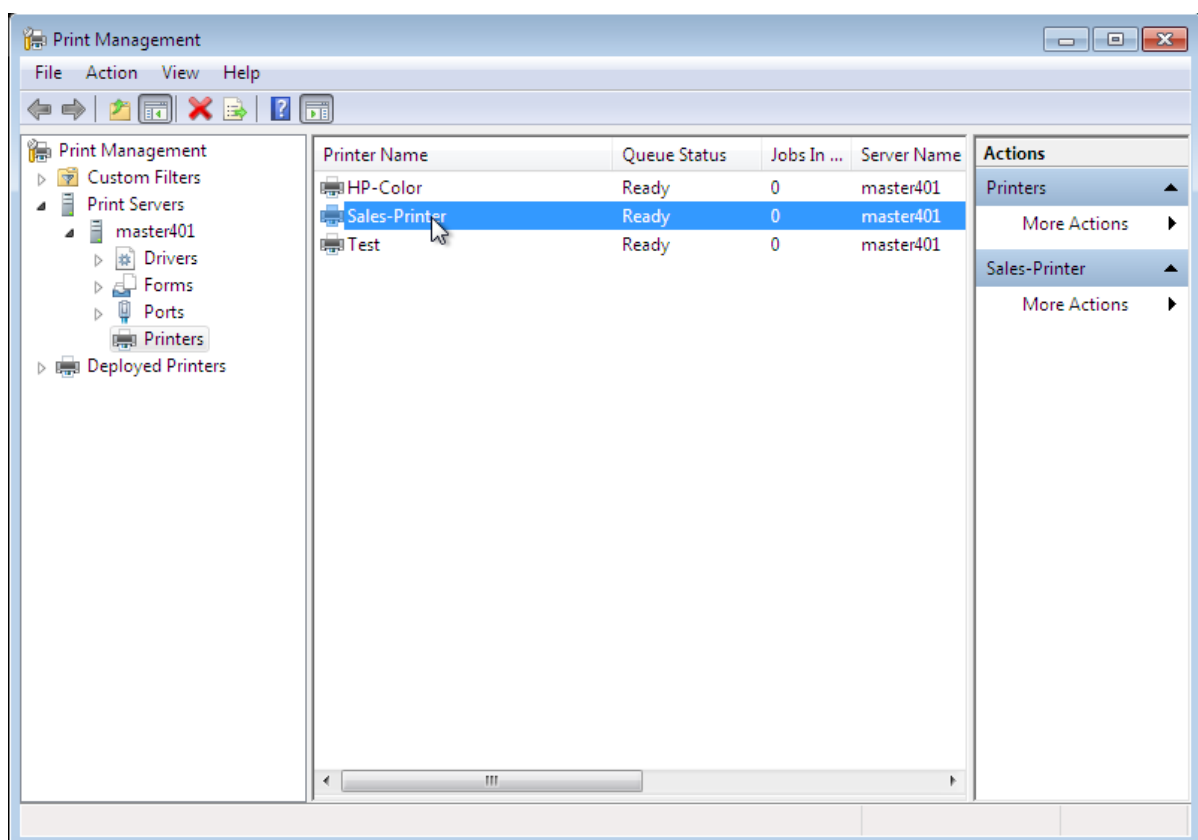 Print Management
File Action View Help
Print Management
Custom Filters
Print Servers
master401
Drivers
Forms
Ports
Printers
Deployed Printers
Printer Name Queue Status Jobs In ... Server Name
HP-Color Ready 0 master401
Sales-Printer Ready 0 master401
Test Ready 0 master401
Actions
Printers
More Actions
Sales-Printer
More Actions